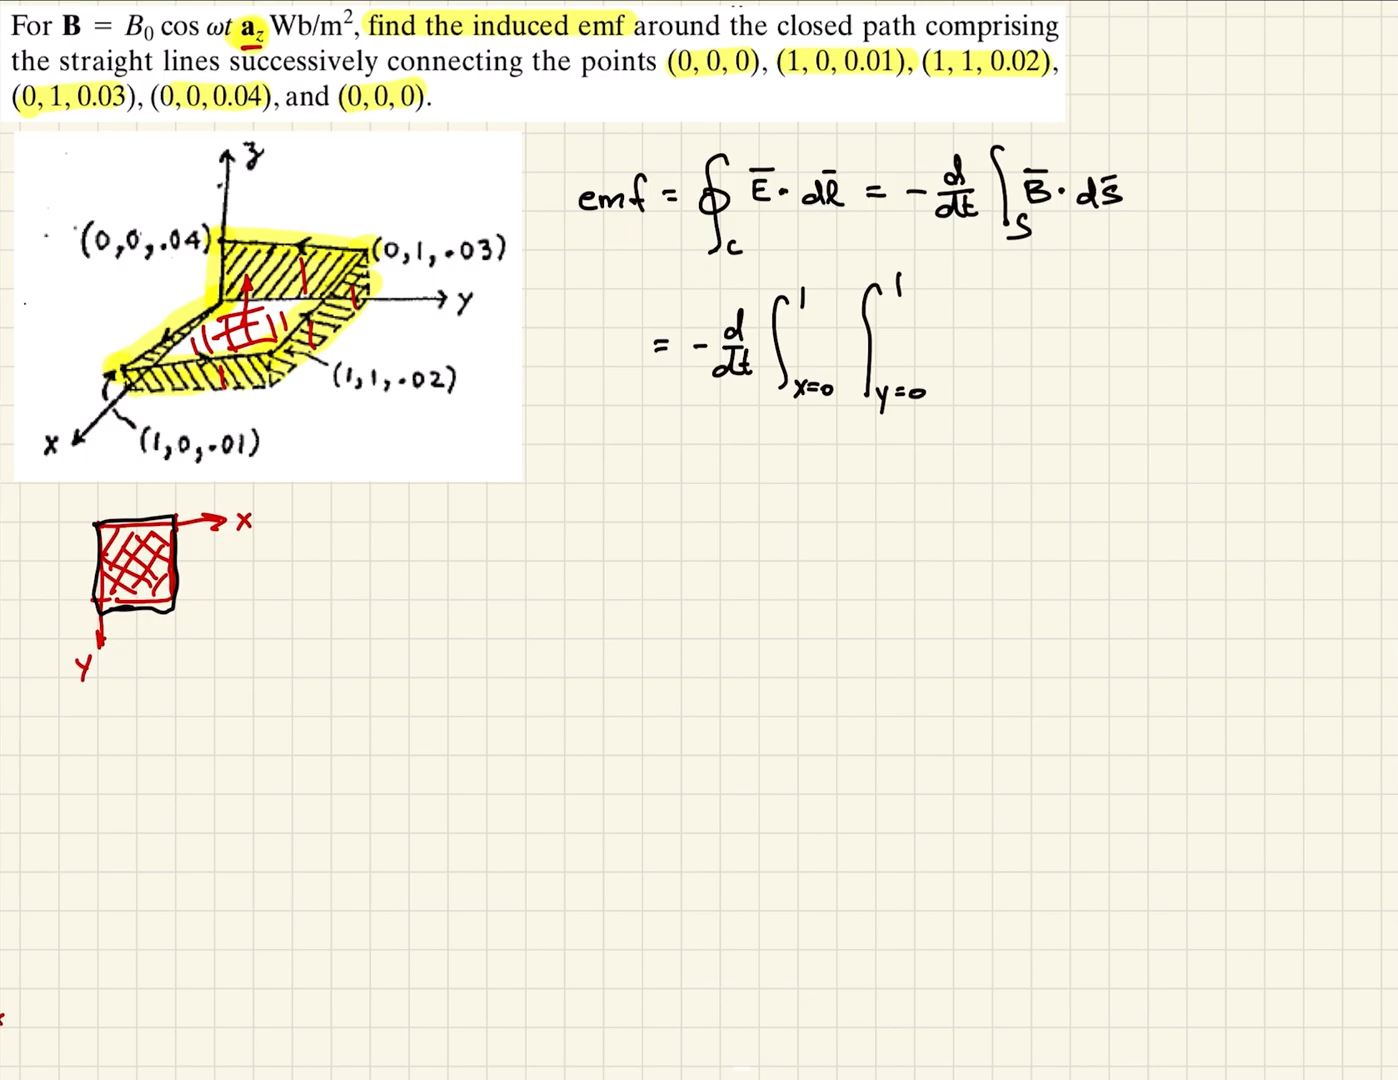 For B = B₀ cos ωt a_z Wb/m², find the induced emf around the closed path comprising
the straight lines successively connecting the points (0, 0, 0), (1, 0, 0.01), (1, 1, 0.02),
(0, 1, 0.03), (0, 0, 0.04), and (0, 0, 0).
z
(0,0,.04)
(0,1,.03)
y
(1,1,.02)
x
(1,0,.01)
emf = ∮_C E̅ · dl̅ = - d/dt ∫_S B̅ · ds̅
= - d/dt ∫_{x=0}^{1} ∫_{y=0}^{1}
x
y